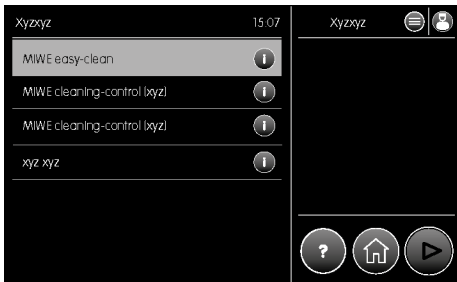 Xyzxyz 15:07
MIWE easy-clean i
MIWE cleaning-control (xyz) i
MIWE cleaning-control (xyz) i
xyz xyz i
Xyzxyz
?